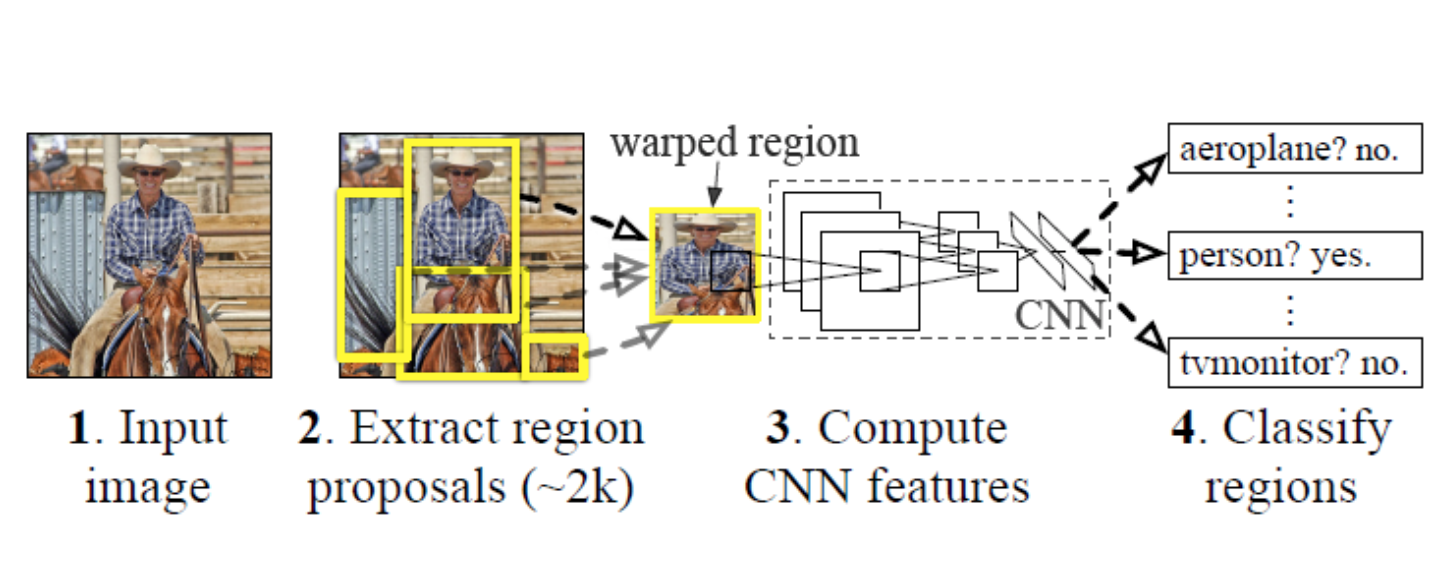 warped region
aeroplane? no.
⋮
person? yes.
CNN
⋮
tvmonitor? no.
1. Input
image
2. Extract region
proposals (~2k)
3. Compute
CNN features
4. Classify
regions